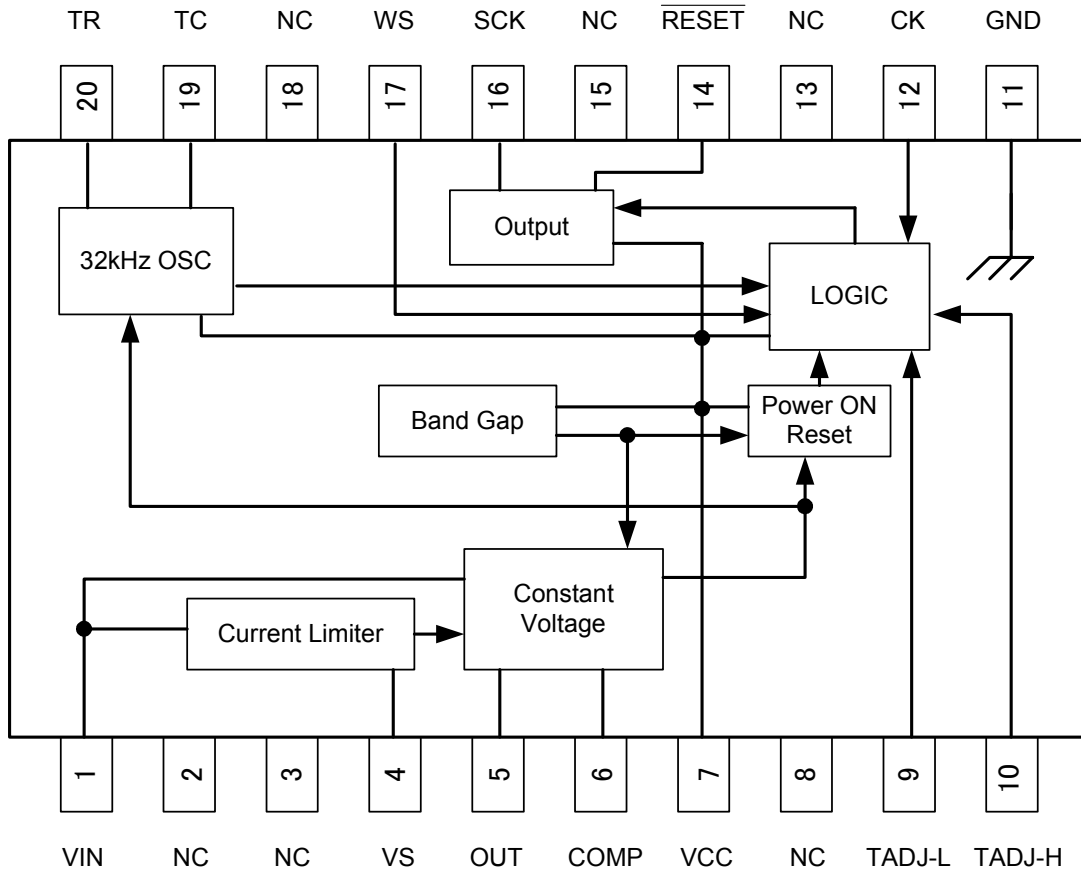 TR TC NC WS SCK NC RESET NC CK GND
20 19 18 17 16 15 14 13 12 11
Output
32kHz OSC
LOGIC
Band Gap
Power ON
Reset
Constant
Voltage
Current Limiter
1 2 3 4 5 6 7 8 9 10
VIN NC NC VS OUT COMP VCC NC TADJ-L TADJ-H